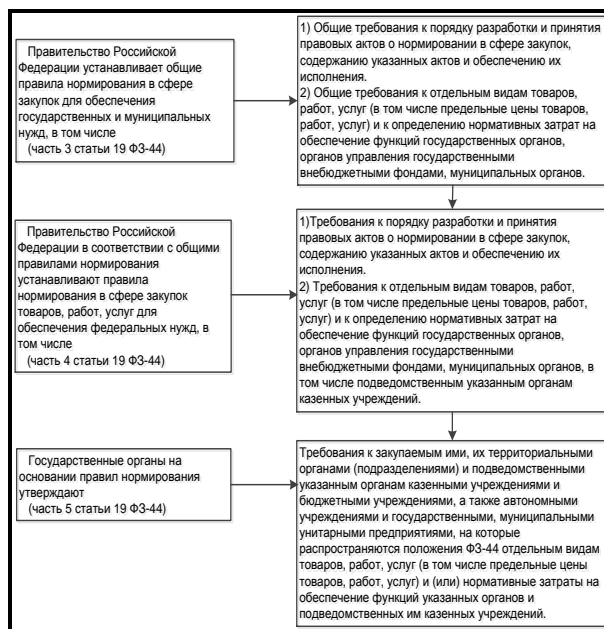 Правительство Российской
Федерации устанавливает общие
правила нормирования в сфере
закупок для обеспечения
государственных и муниципальных
нужд, в том числе
(часть 3 статьи 19 ФЗ-44)
1) Общие требования к порядку разработки и принятия
правовых актов о нормировании в сфере закупок,
содержанию указанных актов и обеспечению их
исполнения.
2) Общие требования к отдельным видам товаров,
работ, услуг (в том числе предельные цены товаров,
работ, услуг) и к определению нормативных затрат на
обеспечение функций государственных органов,
органов управления государственными
внебюджетными фондами, муниципальных органов.
Правительство Российской
Федерации в соответствии с общими
правилами нормирования
устанавливают правила
нормирования в сфере закупок
товаров, работ, услуг для
обеспечения федеральных нужд, в
том числе
(часть 4 статьи 19 ФЗ-44)
1)Требования к порядку разработки и принятия
правовых актов о нормировании в сфере закупок,
содержанию указанных актов и обеспечению их
исполнения.
2) Требования к отдельным видам товаров, работ,
услуг (в том числе предельные цены товаров, работ,
услуг) и к определению нормативных затрат на
обеспечение функций государственных органов,
органов управления государственными
внебюджетными фондами, муниципальных органов, в
том числе подведомственным указанным органам
казенных учреждений.
Государственные органы на
основании правил нормирования
утверждают
(часть 5 статьи 19 ФЗ-44)
Требования к закупаемым ими, их территориальными
органами (подразделениями) и подведомственными
указанным органам казенными учреждениями и
бюджетными учреждениями, а также автономными
учреждениями и государственными, муниципальными
унитарными предприятиями, на которые
распространяются положения ФЗ-44 отдельным видам
товаров, работ, услуг (в том числе предельные цены
товаров, работ, услуг) и (или) нормативные затраты на
обеспечение функций указанных органов и
подведомственных им казенных учреждений.